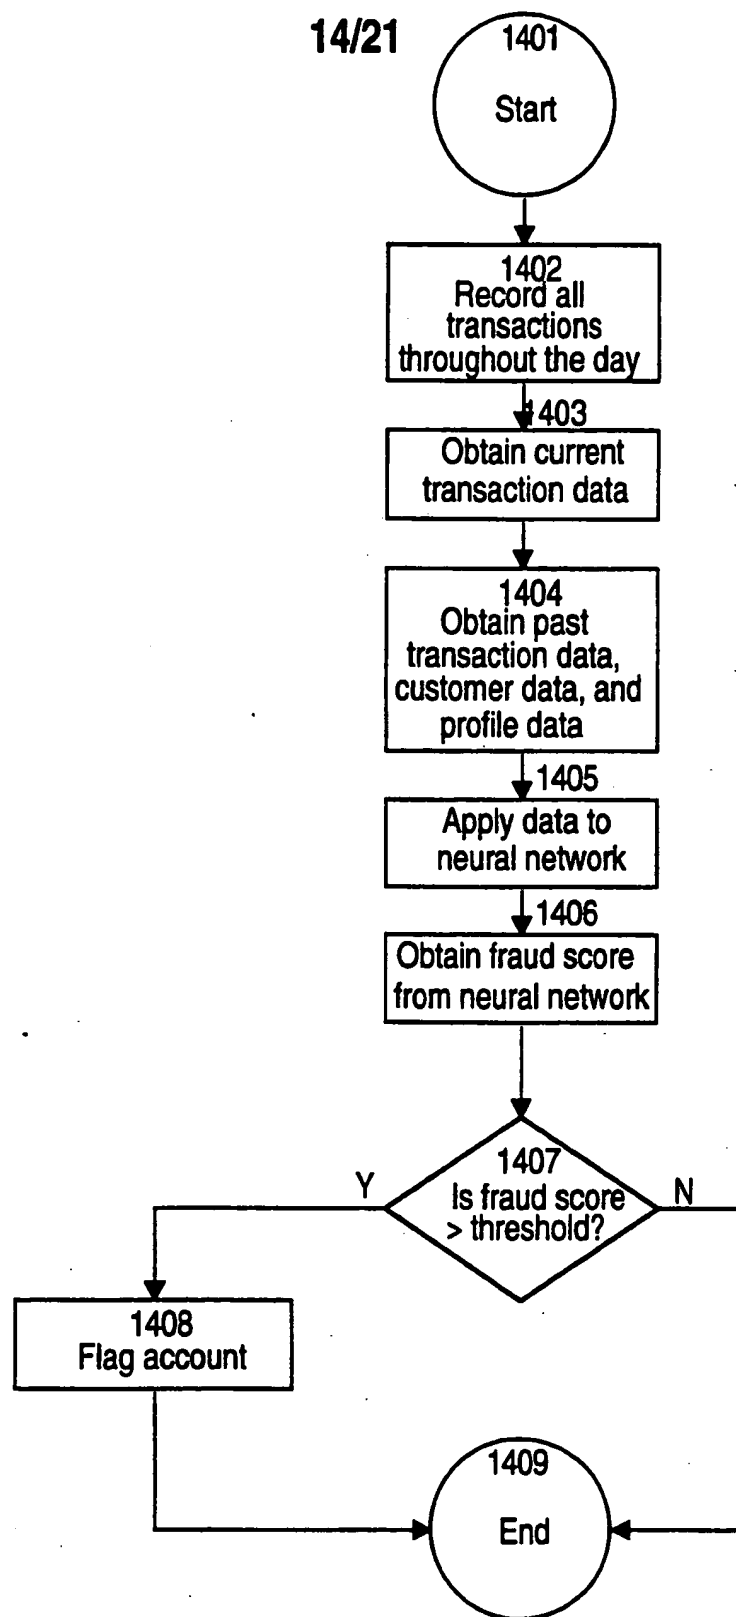 14/21
1401
Start
1402
Record all
transactions
throughout the day
1403
Obtain current
transaction data
1404
Obtain past
transaction data,
customer data, and
profile data
1405
Apply data to
neural network
1406
Obtain fraud score
from neural network
1407
Y
Is fraud score
> threshold?
N
1408
Flag account
1409
End